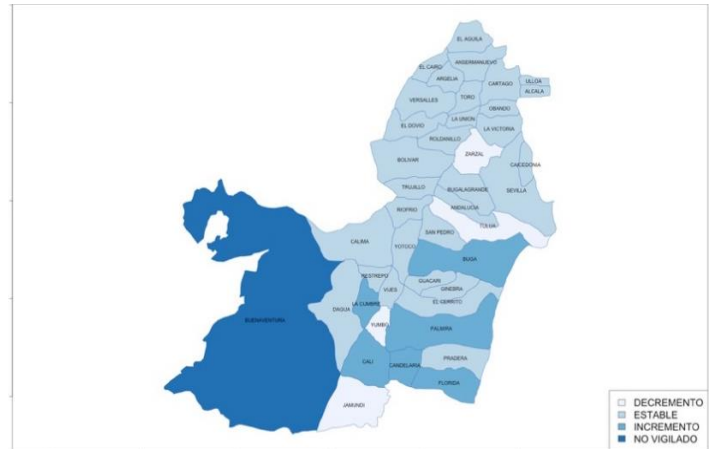 EL AGUILA
ANSERMANUEVO
EL CAIRO
ARGELIA
CARTAGO
ULLOA
ALCALA
VERSALLES
TORO
OBANDO
LA UNION
EL DOVIO
LA VICTORIA
ROLDANILLO
ZARZAL
BOLIVAR
CAICEDONIA
TRUJILLO
BUGALAGRANDE
SEVILLA
RIOFRIO
ANDALUCIA
TULUA
SAN PEDRO
CALIMA
YOTOCO
BUGA
RESTREPO
GUACARI
VIJES
GINEBRA
EL CERRITO
DAGUA
LA CUMBRE
BUENAVENTURA
YUMBO
PALMIRA
CALI
CANDELARIA
PRADERA
FLORIDA
JAMUNDI
DECREMENTO
ESTABLE
INCREMENTO
NO VIGILADO